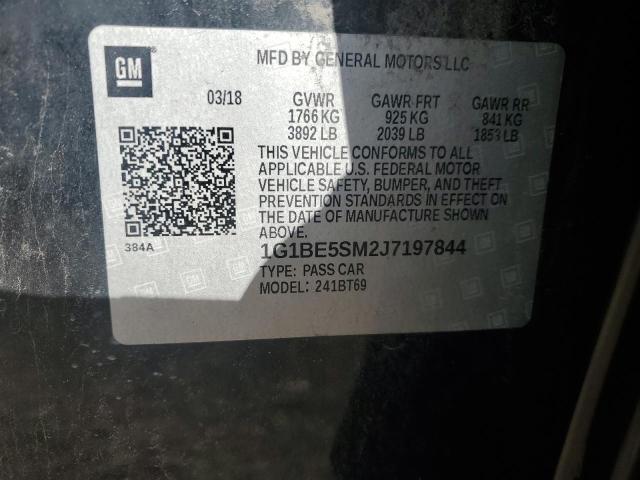 GM
MFD BY GENERAL MOTORS LLC
03/18 GVWR GAWR FRT GAWR RR
1766 KG 925 KG 841 KG
3892 LB 2039 LB 1853 LB
THIS VEHICLE CONFORMS TO ALL
APPLICABLE U.S. FEDERAL MOTOR
VEHICLE SAFETY, BUMPER, AND THEFT
PREVENTION STANDARDS IN EFFECT ON
THE DATE OF MANUFACTURE SHOWN
ABOVE.
384A
1G1BE5SM2J7197844
TYPE: PASS CAR
MODEL: 241BT69